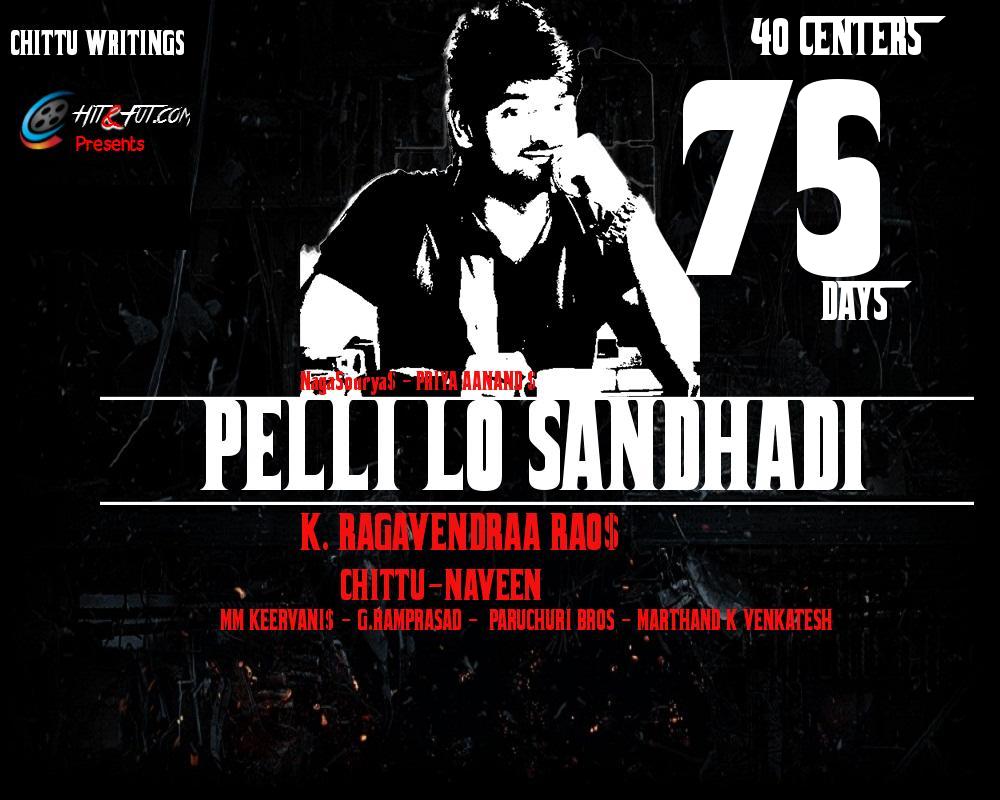 CHITTU WRITINGS
HIT&FUT.COM
Presents
40 CENTERS
75
DAYS
NagaSourya$ - PRIYA AANAND $
PELLI LO SANDHADI
K. RAGAVENDRAA RAO$
CHITTU-NAVEEN
MM KEERVANI$ - G.RAMPRASAD - PARUCHURI BROS - MARTHAND K VENKATESH